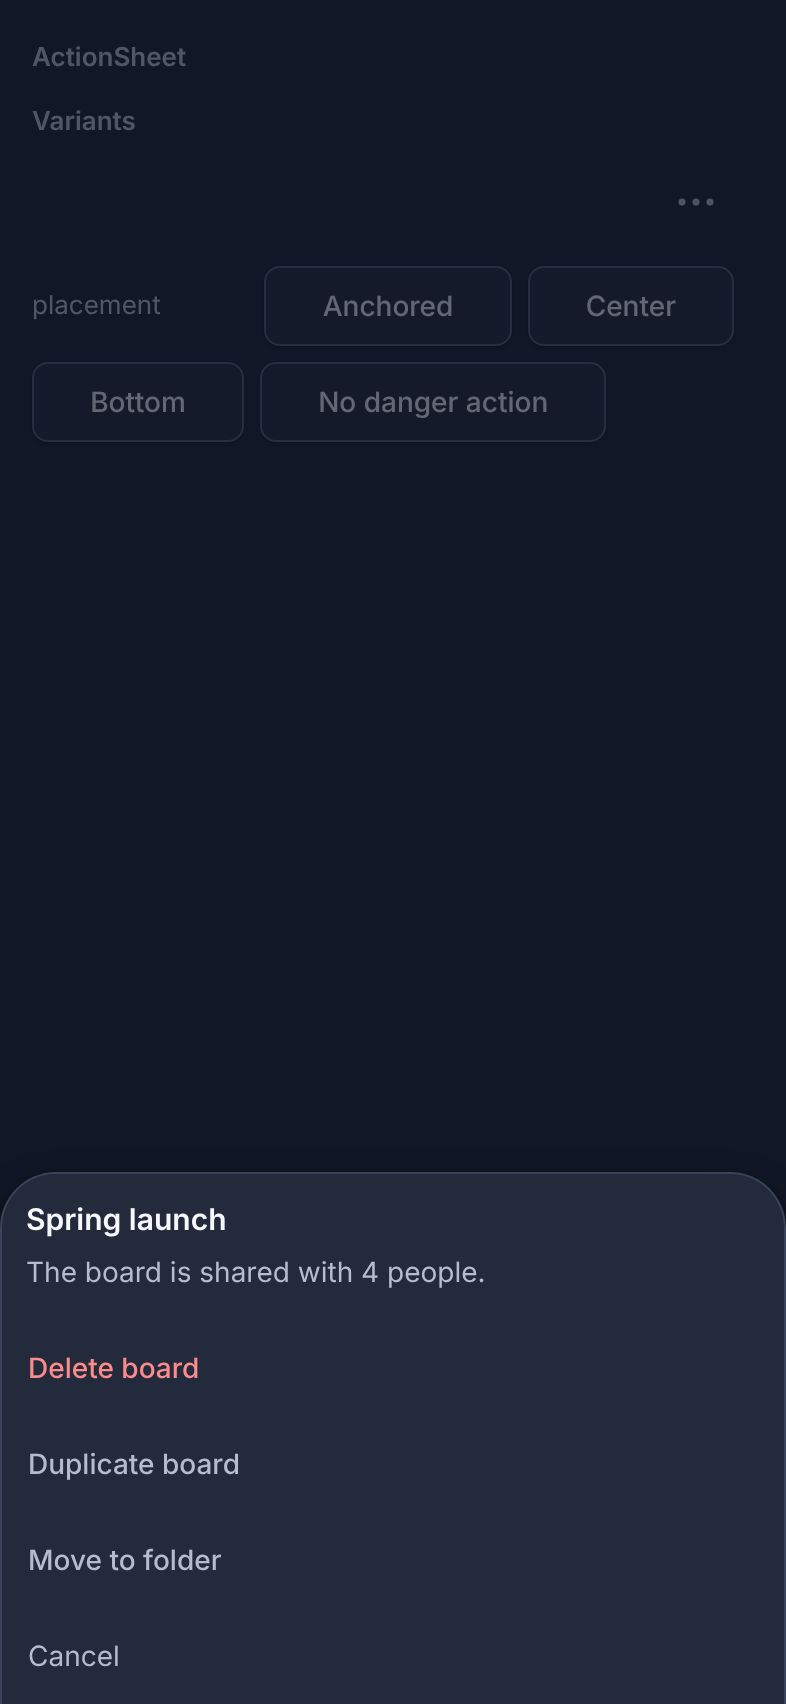 ActionSheet
Variants
placement Anchored Center
Bottom No danger action
Spring launch
The board is shared with 4 people.
Delete board
Duplicate board
Move to folder
Cancel